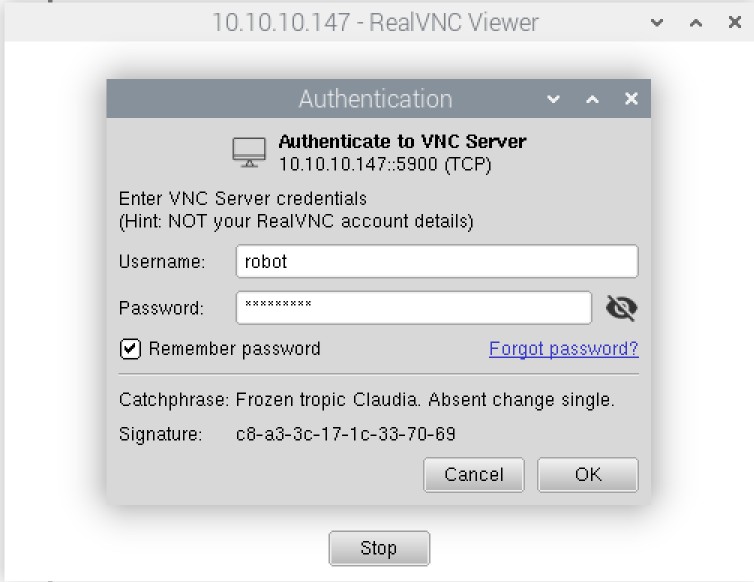 10.10.10.147 - RealVNC Viewer
Authentication
Authenticate to VNC Server
10.10.10.147::5900 (TCP)
Enter VNC Server credentials
(Hint: NOT your RealVNC account details)
Username: robot
Password: *********
Remember password Forgot password?
Catchphrase: Frozen tropic Claudia. Absent change single.
Signature: c8-a3-3c-17-1c-33-70-69
Cancel OK
Stop